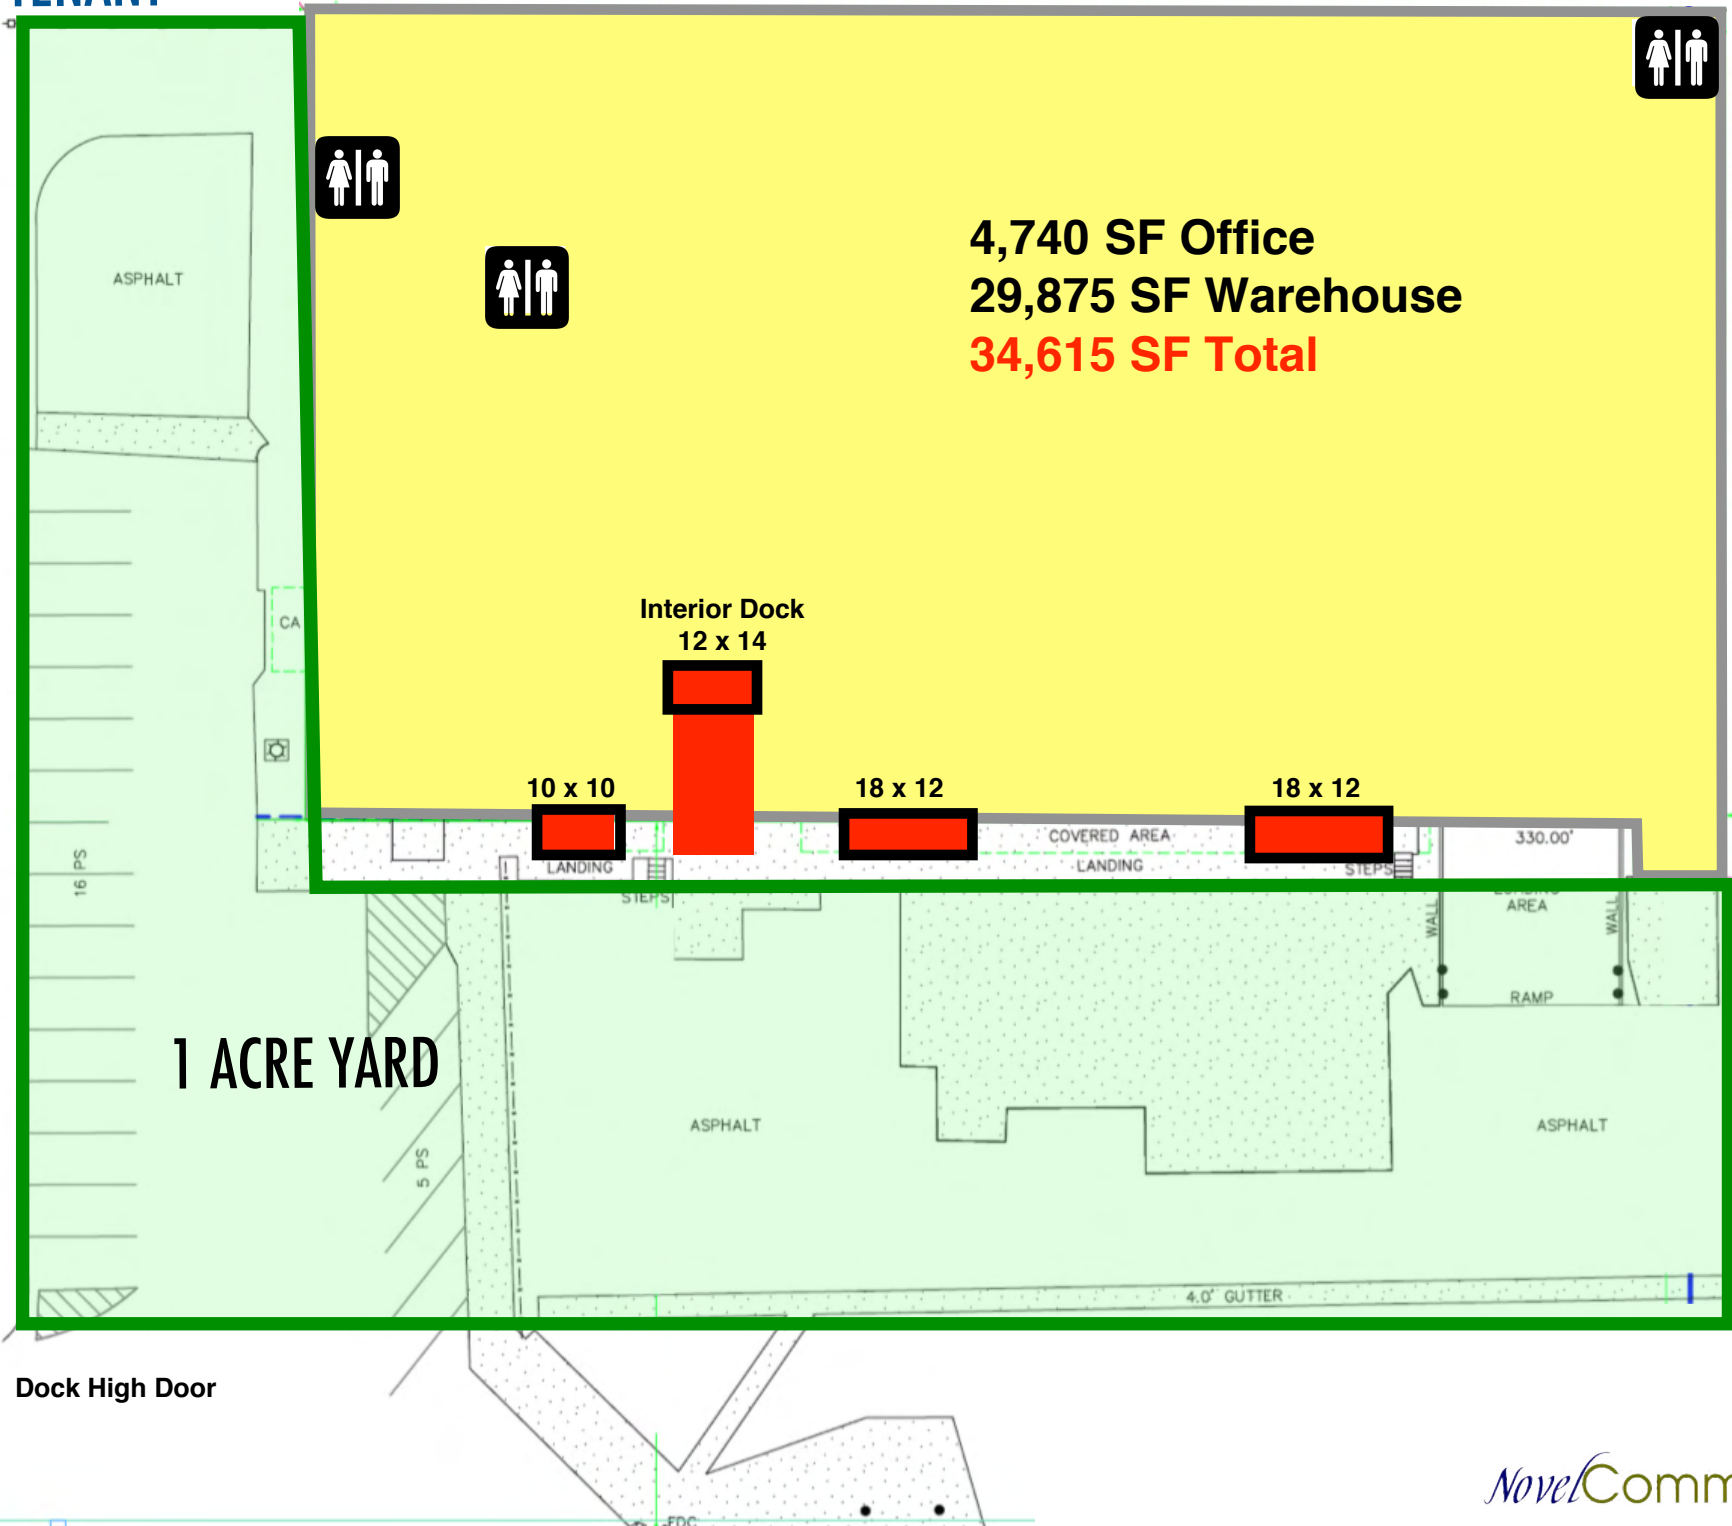 TENANT
4,740 SF Office
29,875 SF Warehouse
34,615 SF Total
ASPHALT
CA
Interior Dock
12 x 14
10 x 10
18 x 12
18 x 12
COVERED AREA
330.00'
LANDING
LANDING
STEPS
STEPS
LOADING
AREA
WALL
WALL
RAMP
16 PS
1 ACRE YARD
5 PS
ASPHALT
ASPHALT
4.0' GUTTER
Dock High Door
NovelComm
FDC